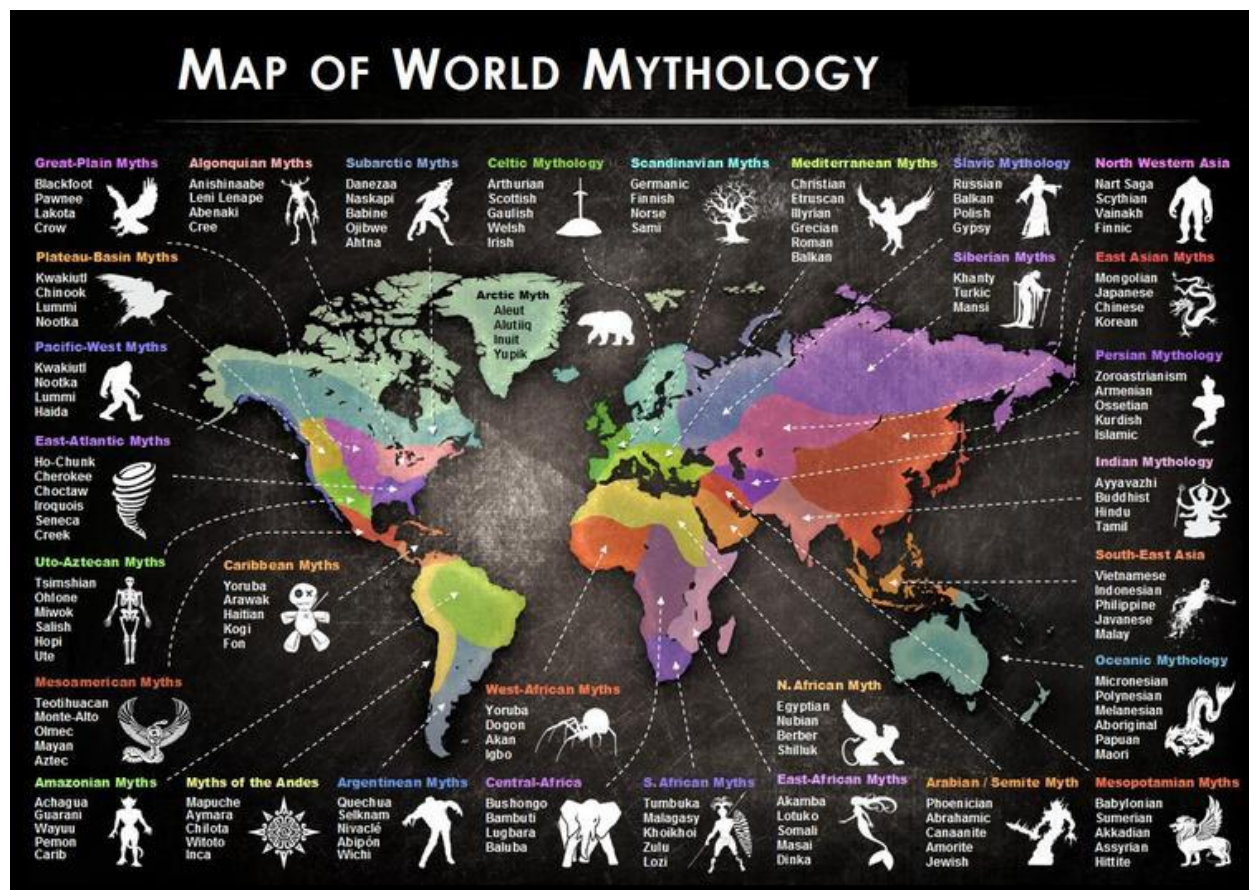 MAP OF WORLD MYTHOLOGY
Great-Plain Myths
Blackfoot
Pawnee
Lakota
Crow
Algonquian Myths
Anishinaabe
Leni Lenape
Abenaki
Cree
Subarctic Myths
Danezaa
Naskapi
Babine
Ojibwe
Ahtna
Celtic Mythology
Arthurian
Scottish
Gaulish
Welsh
Irish
Scandinavian Myths
Germanic
Finnish
Norse
Sami
Mediterranean Myths
Christian
Etruscan
Illyrian
Grecian
Roman
Balkan
Slavic Mythology
Russian
Balkan
Polish
Gypsy
North Western Asia
Nart Saga
Scythian
Vainakh
Finnic
Plateau-Basin Myths
Kwakiutl
Chinook
Lummi
Nootka
Siberian Myths
Khanty
Turkic
Mansi
East Asian Myths
Mongolian
Japanese
Chinese
Korean
Arctic Myth
Aleut
Alutiiq
Inuit
Yupik
Pacific-West Myths
Kwakiutl
Nootka
Lummi
Haida
Persian Mythology
Zoroastrianism
Armenian
Ossetian
Kurdish
Islamic
East-Atlantic Myths
Ho-Chunk
Cherokee
Choctaw
Iroquois
Seneca
Creek
Indian Mythology
Ayyavazhi
Buddhist
Hindu
Tamil
Uto-Aztecan Myths
Tsimshian
Ohlone
Miwok
Salish
Hopi
Ute
Caribbean Myths
Yoruba
Arawak
Haitian
Kogi
Fon
South-East Asia
Vietnamese
Indonesian
Philippine
Javanese
Malay
Mesoamerican Myths
Teotihuacan
Monte-Alto
Olmec
Mayan
Aztec
West-African Myths
Yoruba
Dogon
Akan
Igbo
N. African Myth
Egyptian
Nubian
Berber
Shilluk
Oceanic Mythology
Micronesian
Polynesian
Melanesian
Aboriginal
Papuan
Maori
Amazonian Myths
Achagua
Guarani
Wayuu
Pemon
Carib
Myths of the Andes
Mapuche
Aymara
Chilota
Witoto
Inca
Argentinean Myths
Quechua
Selknam
Nivaclé
Abipón
Wichi
Central-Africa
Bushongo
Bambuti
Lugbara
Baluba
S. African Myths
Tumbuka
Malagasy
Khoikhoi
Zulu
Lozi
East-African Myths
Akamba
Lotuko
Somali
Masai
Dinka
Arabian / Semite Myth
Phoenician
Abrahamic
Canaanite
Amorite
Jewish
Mesopotamian Myths
Babylonian
Sumerian
Akkadian
Assyrian
Hittite